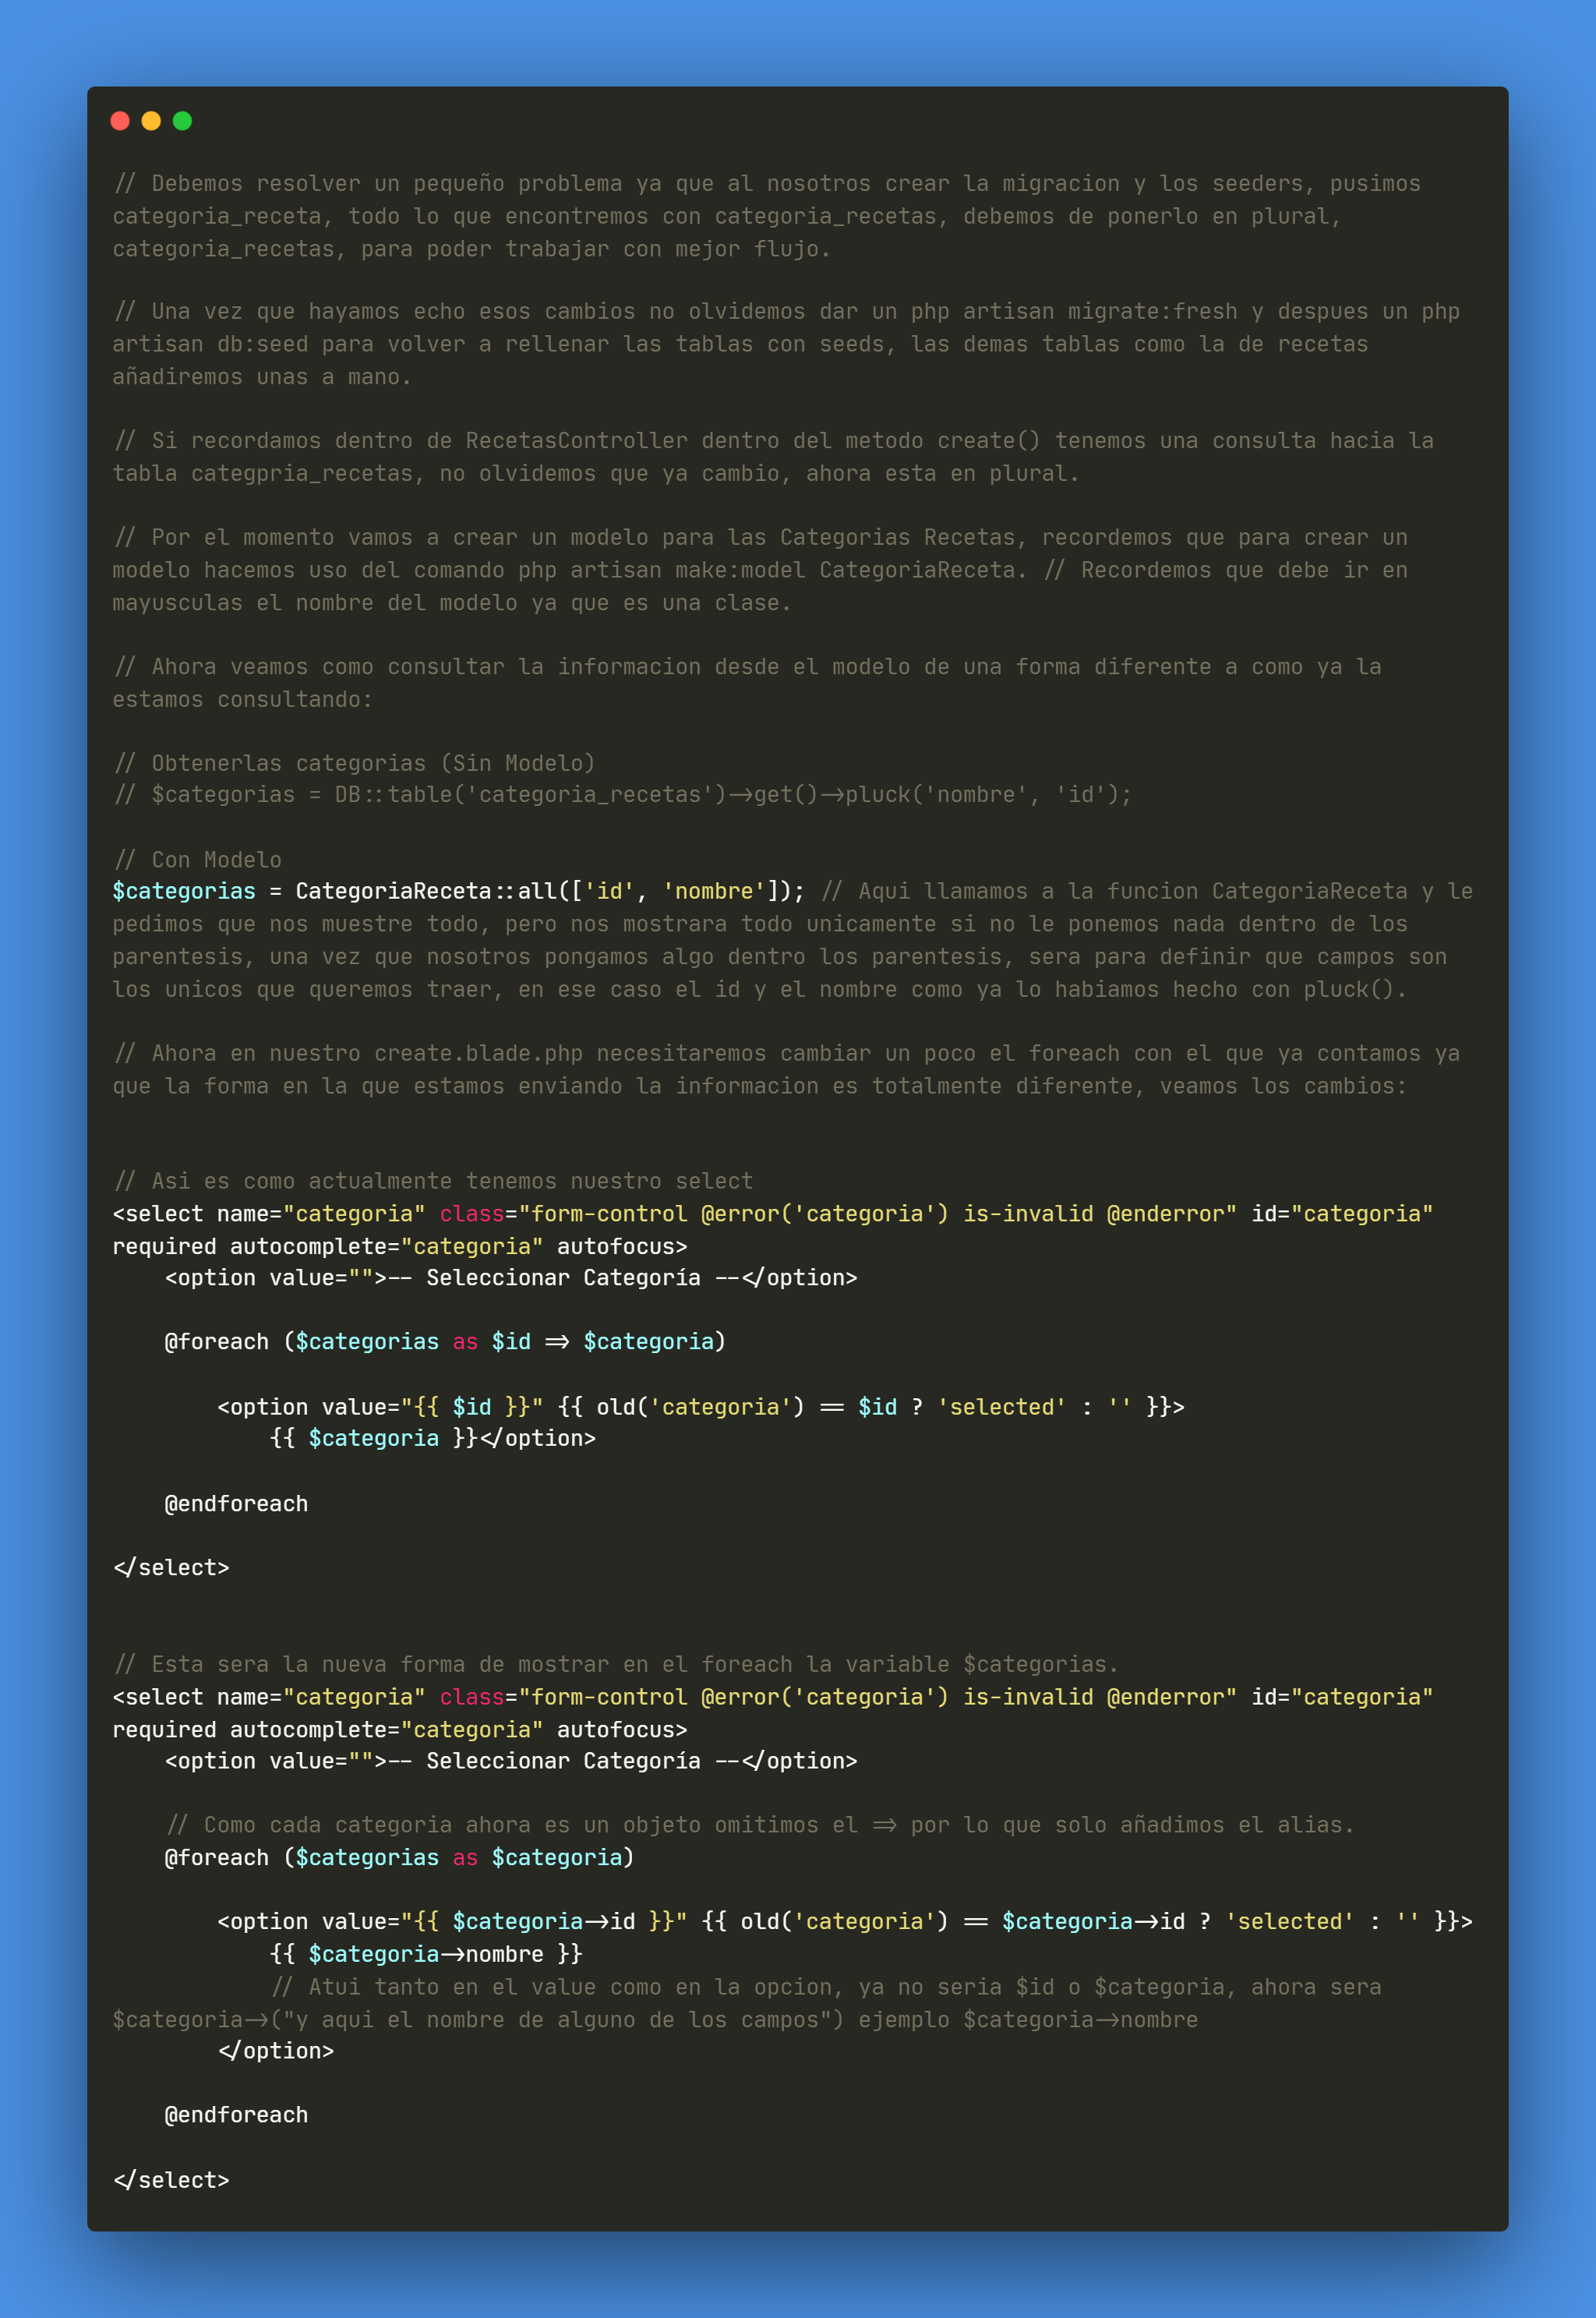 // Debemos resolver un pequeño problema ya que al nosotros crear la migracion y los seeders, pusimos
categoria_receta, todo lo que encontremos con categoria_recetas, debemos de ponerlo en plural,
categoria_recetas, para poder trabajar con mejor flujo.
// Una vez que hayamos echo esos cambios no olvidemos dar un php artisan migrate:fresh y despues un php
artisan db:seed para volver a rellenar las tablas con seeds, las demas tablas como la de recetas
añadiremos unas a mano.
// Si recordamos dentro de RecetasController dentro del metodo create() tenemos una consulta hacia la
tabla categpria_recetas, no olvidemos que ya cambio, ahora esta en plural.
// Por el momento vamos a crear un modelo para las Categorias Recetas, recordemos que para crear un
modelo hacemos uso del comando php artisan make:model CategoriaReceta. // Recordemos que debe ir en
mayusculas el nombre del modelo ya que es una clase.
// Ahora veamos como consultar la informacion desde el modelo de una forma diferente a como ya la
estamos consultando:
// Obtenerlas categorias (Sin Modelo)
// $categorias = DB::table('categoria_recetas')->get()->pluck('nombre', 'id');
// Con Modelo
$categorias = CategoriaReceta::all(['id', 'nombre']); // Aqui llamamos a la funcion CategoriaReceta y le
pedimos que nos muestre todo, pero nos mostrara todo unicamente si no le ponemos nada dentro de los
parentesis, una vez que nosotros pongamos algo dentro los parentesis, sera para definir que campos son
los unicos que queremos traer, en ese caso el id y el nombre como ya lo habiamos hecho con pluck().
// Ahora en nuestro create.blade.php necesitaremos cambiar un poco el foreach con el que ya contamos ya
que la forma en la que estamos enviando la informacion es totalmente diferente, veamos los cambios:
// Asi es como actualmente tenemos nuestro select
<select name="categoria" class="form-control @error('categoria') is-invalid @enderror" id="categoria"
required autocomplete="categoria" autofocus>
    <option value="">-- Seleccionar Categoría --</option>
    @foreach ($categorias as $id => $categoria)
        <option value="{{ $id }}" {{ old('categoria') == $id ? 'selected' : '' }}>
            {{ $categoria }}</option>
    @endforeach
</select>
// Esta sera la nueva forma de mostrar en el foreach la variable $categorias.
<select name="categoria" class="form-control @error('categoria') is-invalid @enderror" id="categoria"
required autocomplete="categoria" autofocus>
    <option value="">-- Seleccionar Categoría --</option>
    // Como cada categoria ahora es un objeto omitimos el => por lo que solo añadimos el alias.
    @foreach ($categorias as $categoria)
        <option value="{{ $categoria->id }}" {{ old('categoria') == $categoria->id ? 'selected' : '' }}>
            {{ $categoria->nombre }}
            // Atui tanto en el value como en la opcion, ya no seria $id o $categoria, ahora sera
$categoria->("y aqui el nombre de alguno de los campos") ejemplo $categoria->nombre
        </option>
    @endforeach
</select>